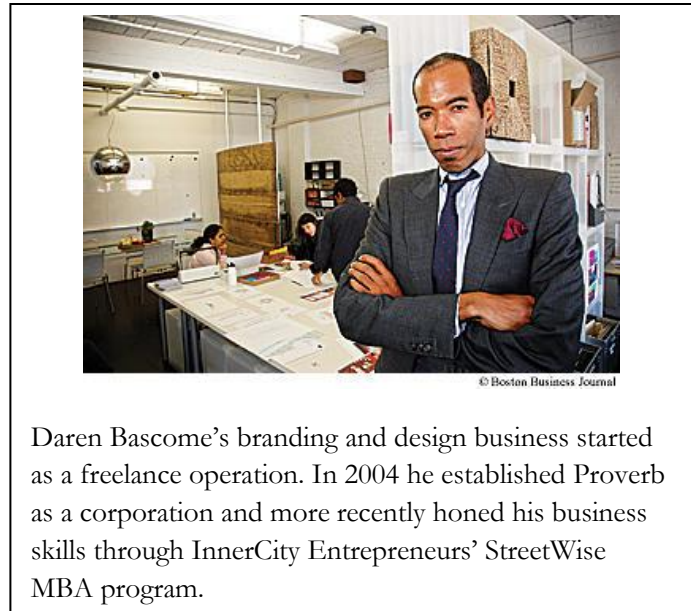 © Boston Business Journal
Daren Bascome’s branding and design business started
as a freelance operation. In 2004 he established Proverb
as a corporation and more recently honed his business
skills through InnerCity Entrepreneurs’ StreetWise
MBA program.